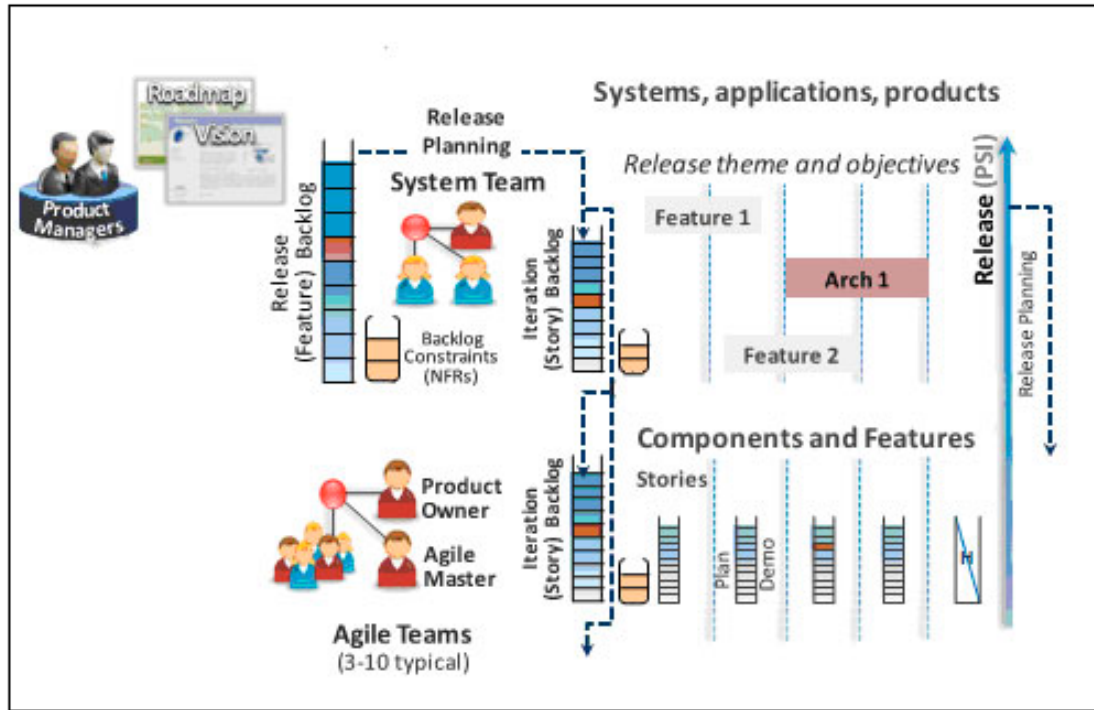 Roadmap
Vision
Product
Managers
Release
(Feature) Backlog
Release
Planning
System Team
Backlog
Constraints
(NFRs)
Iteration
(Story) Backlog
Systems, applications, products
Release theme and objectives
Feature 1
Arch 1
Feature 2
Release (PSI)
Release Planning
Product
Owner
Agile
Master
Agile Teams
(3-10 typical)
Iteration
(Story) Backlog
Components and Features
Stories
Plan
Demo
H